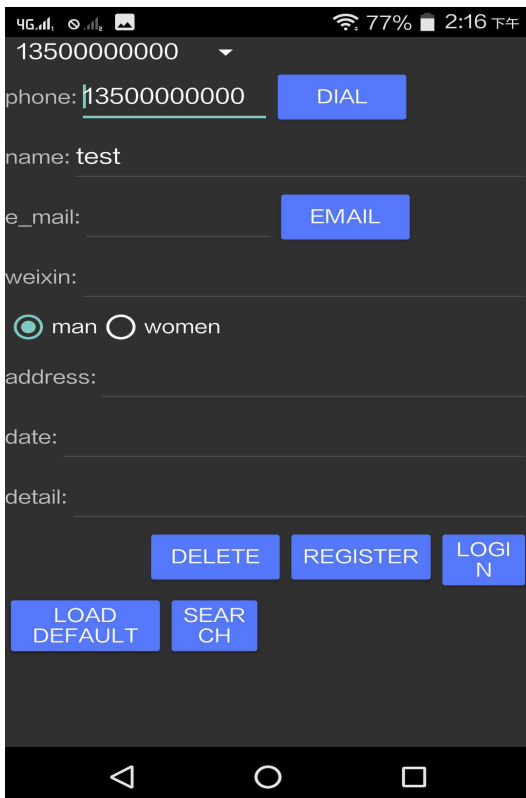 4G 77% 2:16 下午
13500000000
phone: 13500000000 DIAL
name: test
e_mail: EMAIL
weixin:
man women
address:
date:
detail:
DELETE REGISTER LOGI
N
LOAD SEAR
DEFAULT CH